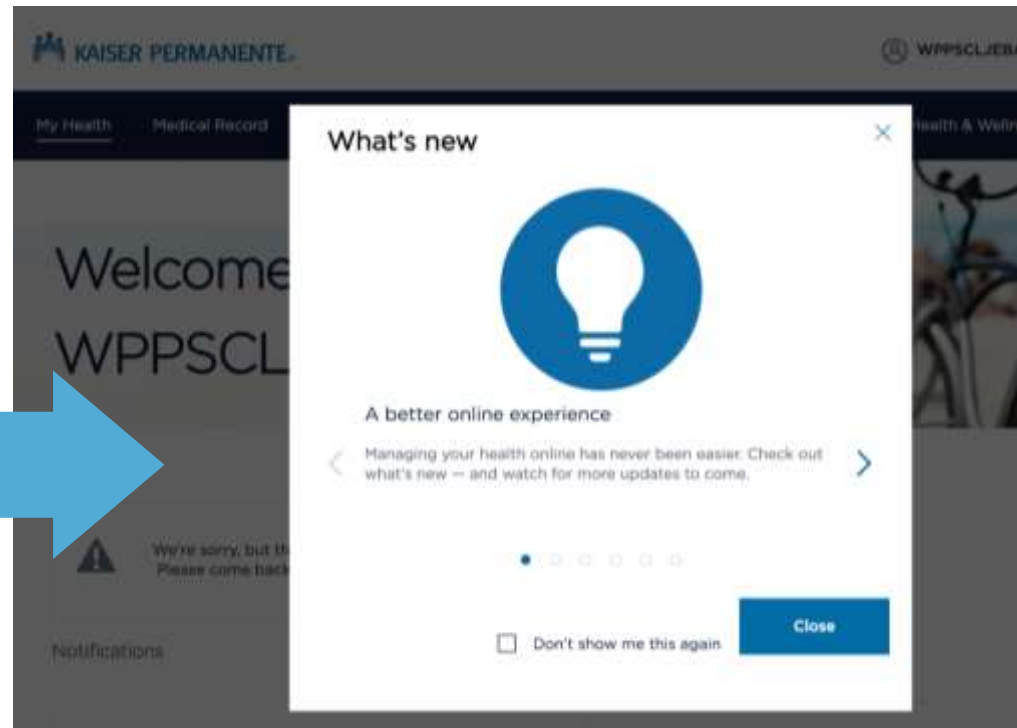 KAISER PERMANENTE®
WPPSCLJEBA
My Health Medical Record
What's new
Health & Welln
Welcome
WPPSCL
A better online experience
Managing your health online has never been easier. Check out
what's new — and watch for more updates to come.
We're sorry, but th
Please come back
Don't show me this again
Close
Notifications